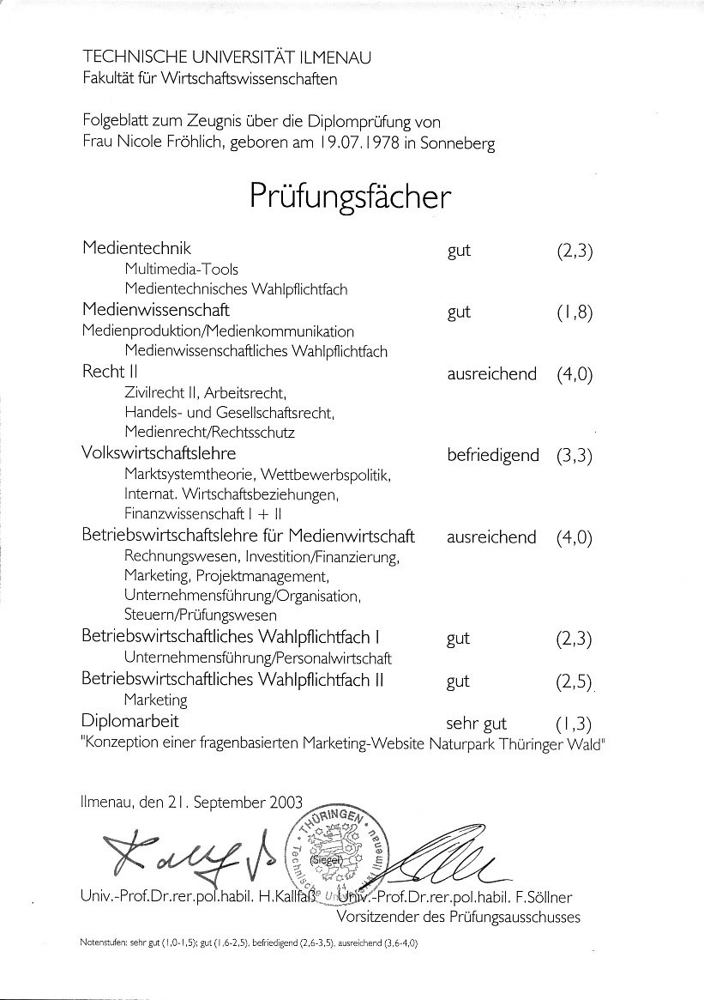 TECHNISCHE UNIVERSITÄT ILMENAU
Fakultät für Wirtschaftswissenschaften
Folgeblatt zum Zeugnis über die Diplomprüfung von
Frau Nicole Fröhlich, geboren am 19.07.1978 in Sonneberg
Prüfungsfächer
Medientechnik gut (2,3)
Multimedia-Tools
Medientechnisches Wahlpflichtfach
Medienwissenschaft gut (1,8)
Medienproduktion/Medienkommunikation
Medienwissenschaftliches Wahlpflichtfach
Recht II ausreichend (4,0)
Zivilrecht II, Arbeitsrecht,
Handels- und Gesellschaftsrecht,
Medienrecht/Rechtsschutz
Volkswirtschaftslehre befriedigend (3,3)
Marktsystemtheorie, Wettbewerbspolitik,
Internat. Wirtschaftsbeziehungen,
Finanzwissenschaft I + II
Betriebswirtschaftslehre für Medienwirtschaft ausreichend (4,0)
Rechnungswesen, Investition/Finanzierung,
Marketing, Projektmanagement,
Unternehmensführung/Organisation,
Steuern/Prüfungswesen
Betriebswirtschaftliches Wahlpflichtfach I gut (2,3)
Unternehmensführung/Personalwirtschaft
Betriebswirtschaftliches Wahlpflichtfach II gut (2,5)
Marketing
Diplomarbeit sehr gut (1,3)
"Konzeption einer fragenbasierten Marketing-Website Naturpark Thüringer Wald"
Ilmenau, den 21. September 2003
THÜRINGEN
Technische Universität Ilmenau
(Siegel)
44
Univ.-Prof.Dr.rer.pol.habil. H.Kallfaß Univ.-Prof.Dr.rer.pol.habil. F.Söllner
Vorsitzender des Prüfungsausschusses
Notenstufen: sehr gut (1,0-1,5); gut (1,6-2,5), befriedigend (2,6-3,5), ausreichend (3,6-4,0)